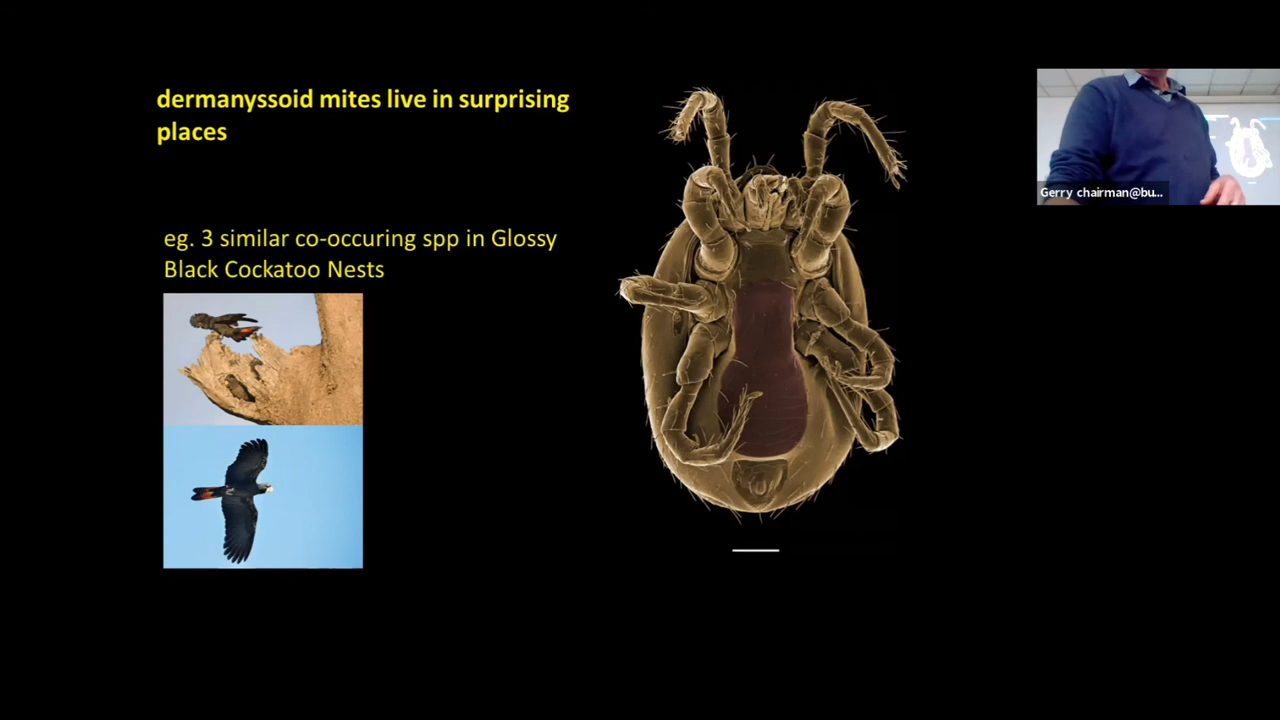 dermanyssoid mites live in surprising
places
eg. 3 similar co-occuring spp in Glossy
Black Cockatoo Nests
Gerry chairman@bu...